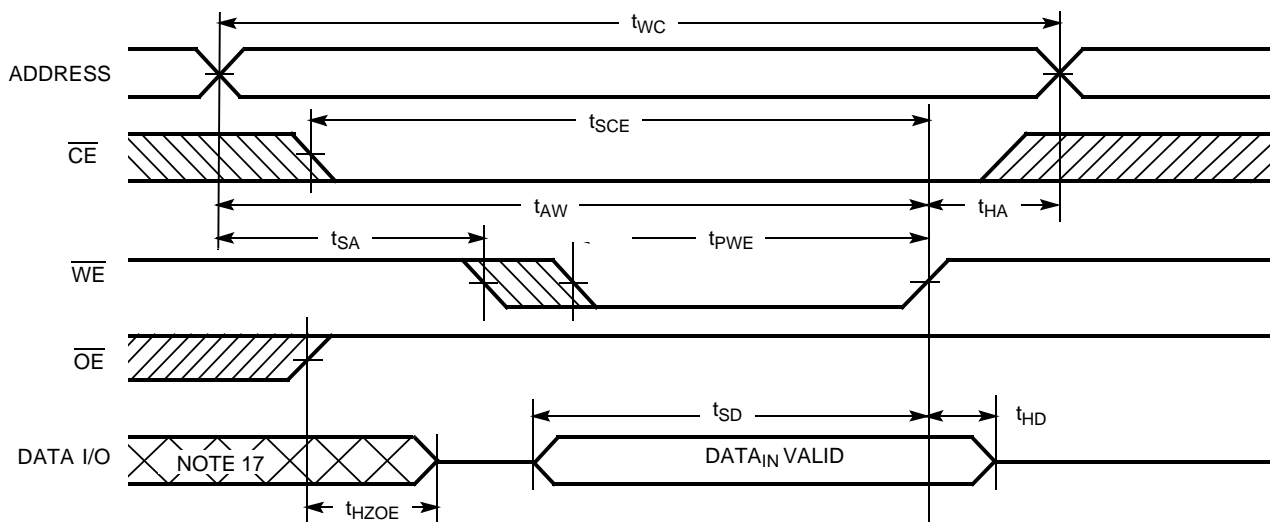 tWC
ADDRESS
tSCE
CE
tAW
tHA
tSA
tPWE
WE
OE
tSD
tHD
DATA I/O
NOTE 17
DATAIN VALID
tHZOE